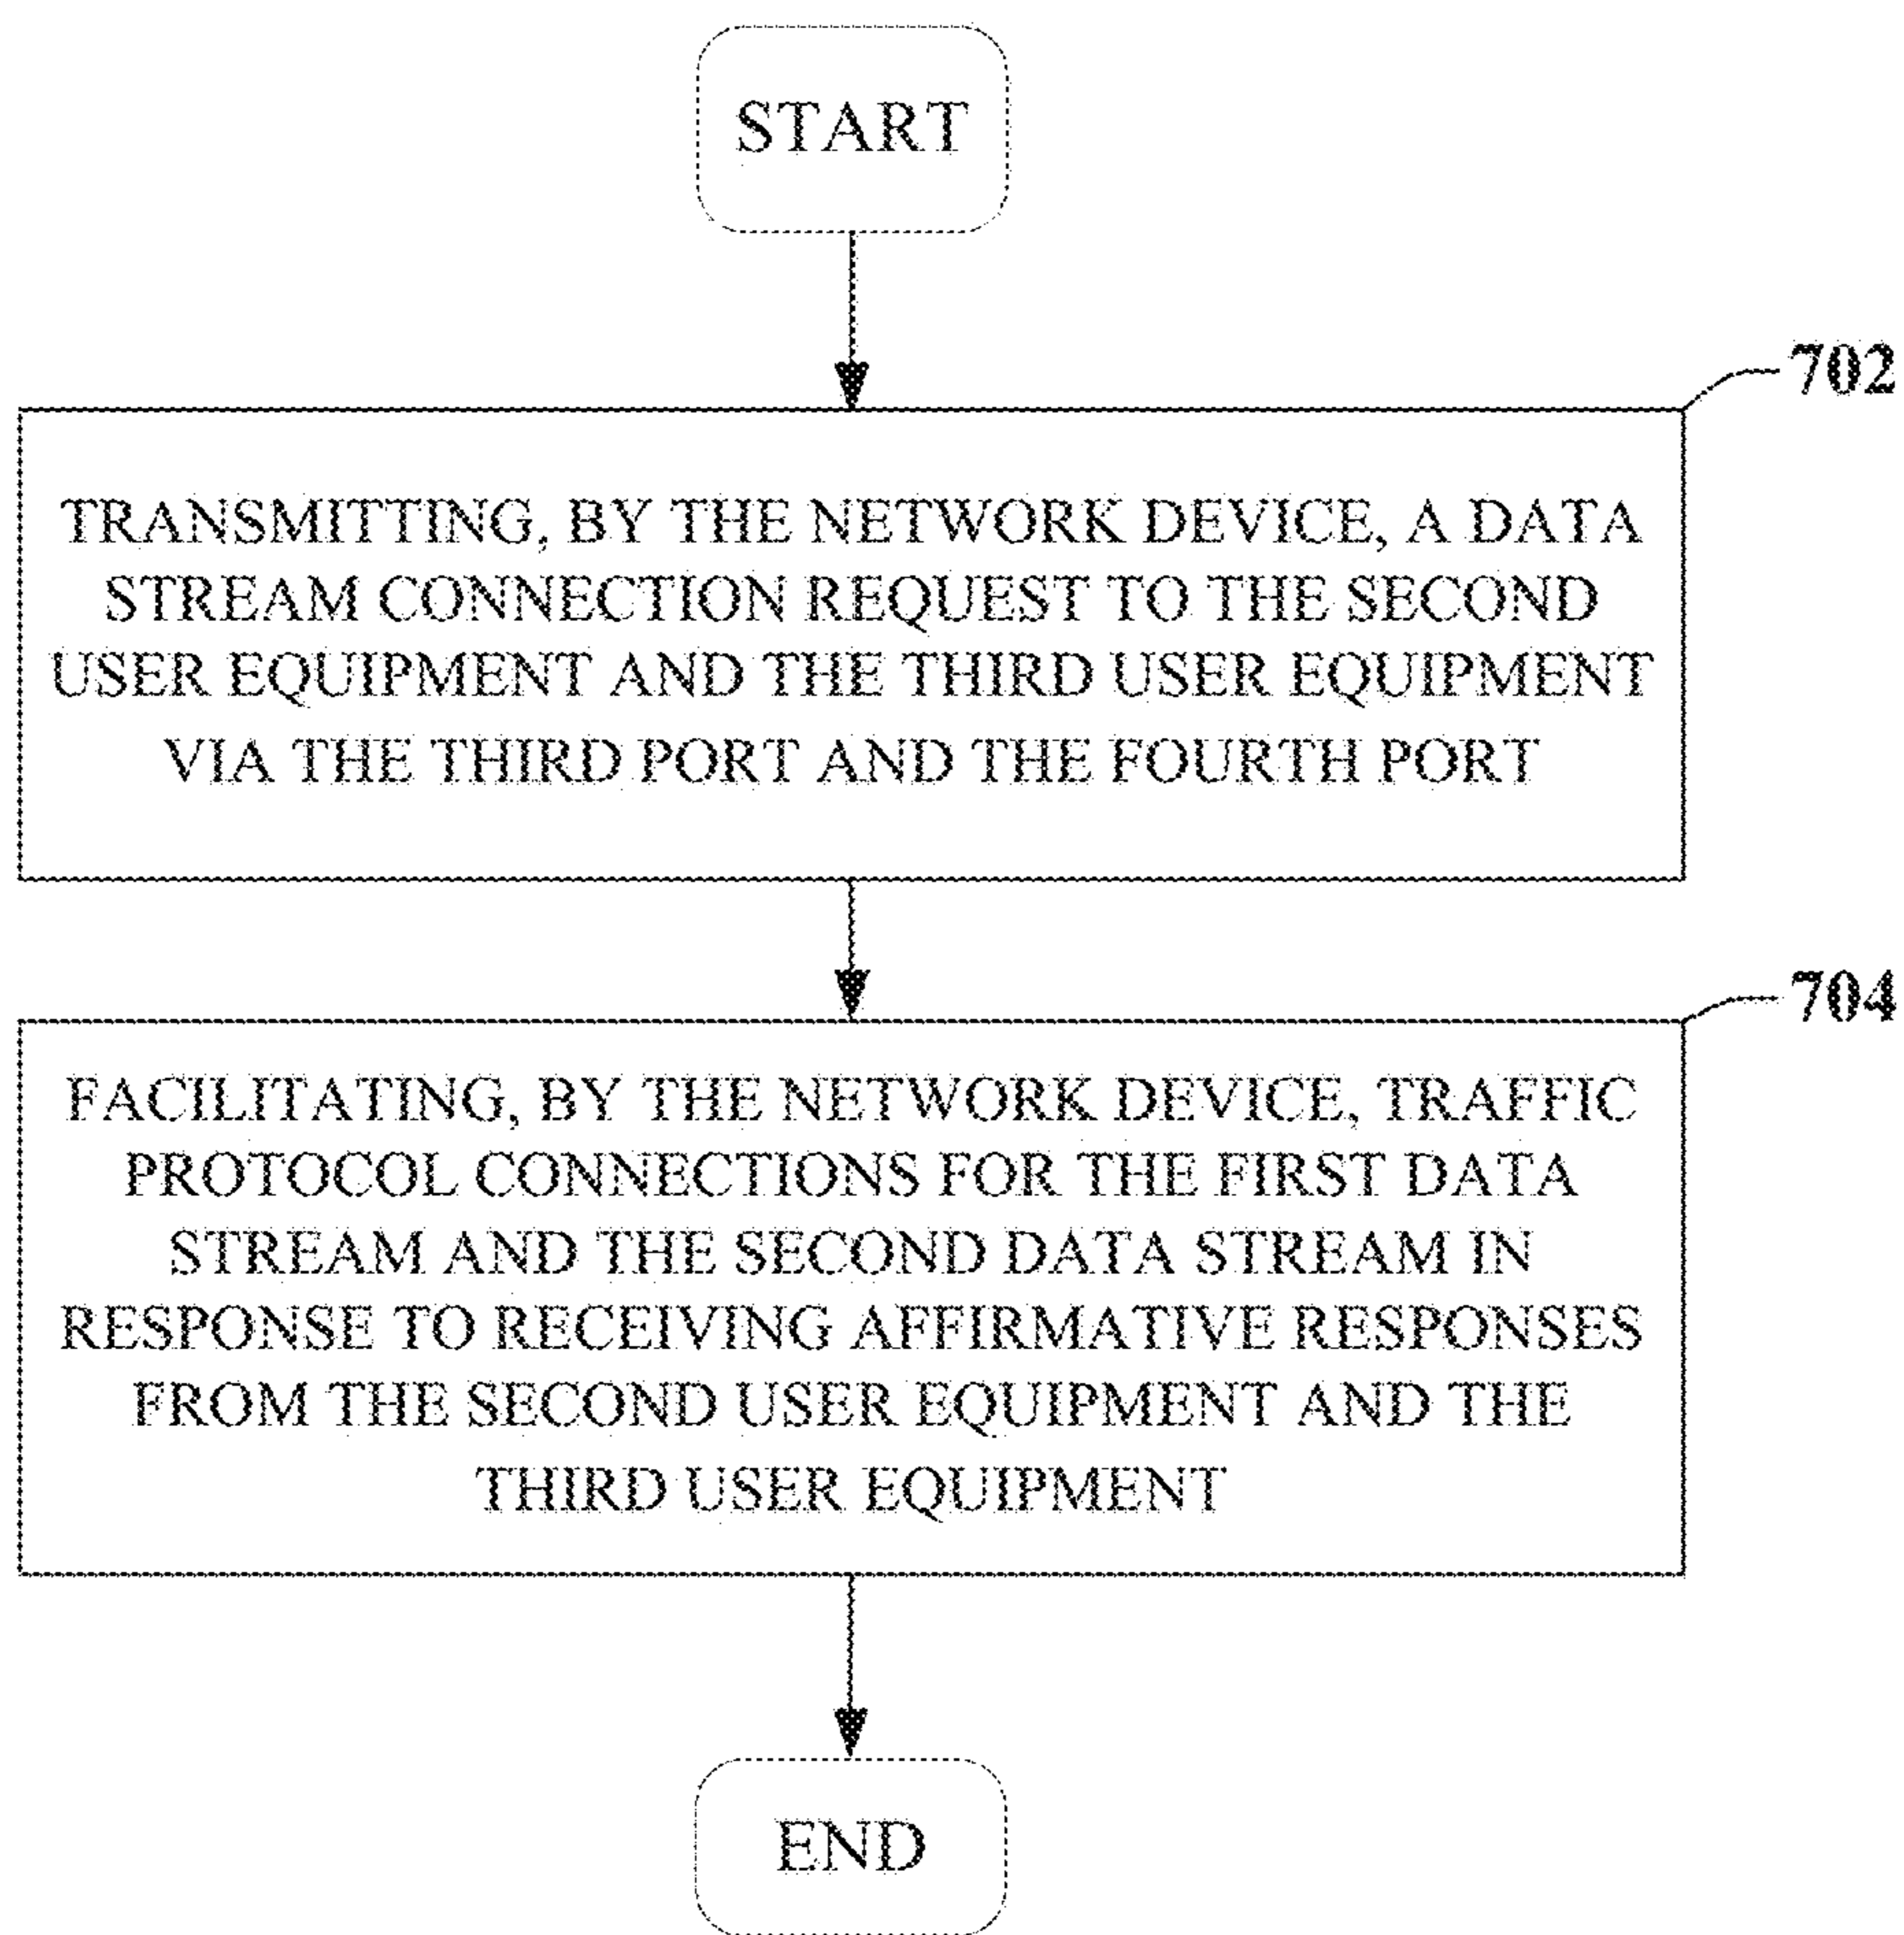 START
702
TRANSMITTING, BY THE NETWORK DEVICE, A DATA
STREAM CONNECTION REQUEST TO THE SECOND
USER EQUIPMENT AND THE THIRD USER EQUIPMENT
VIA THE THIRD PORT AND THE FOURTH PORT
704
FACILITATING, BY THE NETWORK DEVICE, TRAFFIC
PROTOCOL CONNECTIONS FOR THE FIRST DATA
STREAM AND THE SECOND DATA STREAM IN
RESPONSE TO RECEIVING AFFIRMATIVE RESPONSES
FROM THE SECOND USER EQUIPMENT AND THE
THIRD USER EQUIPMENT
END